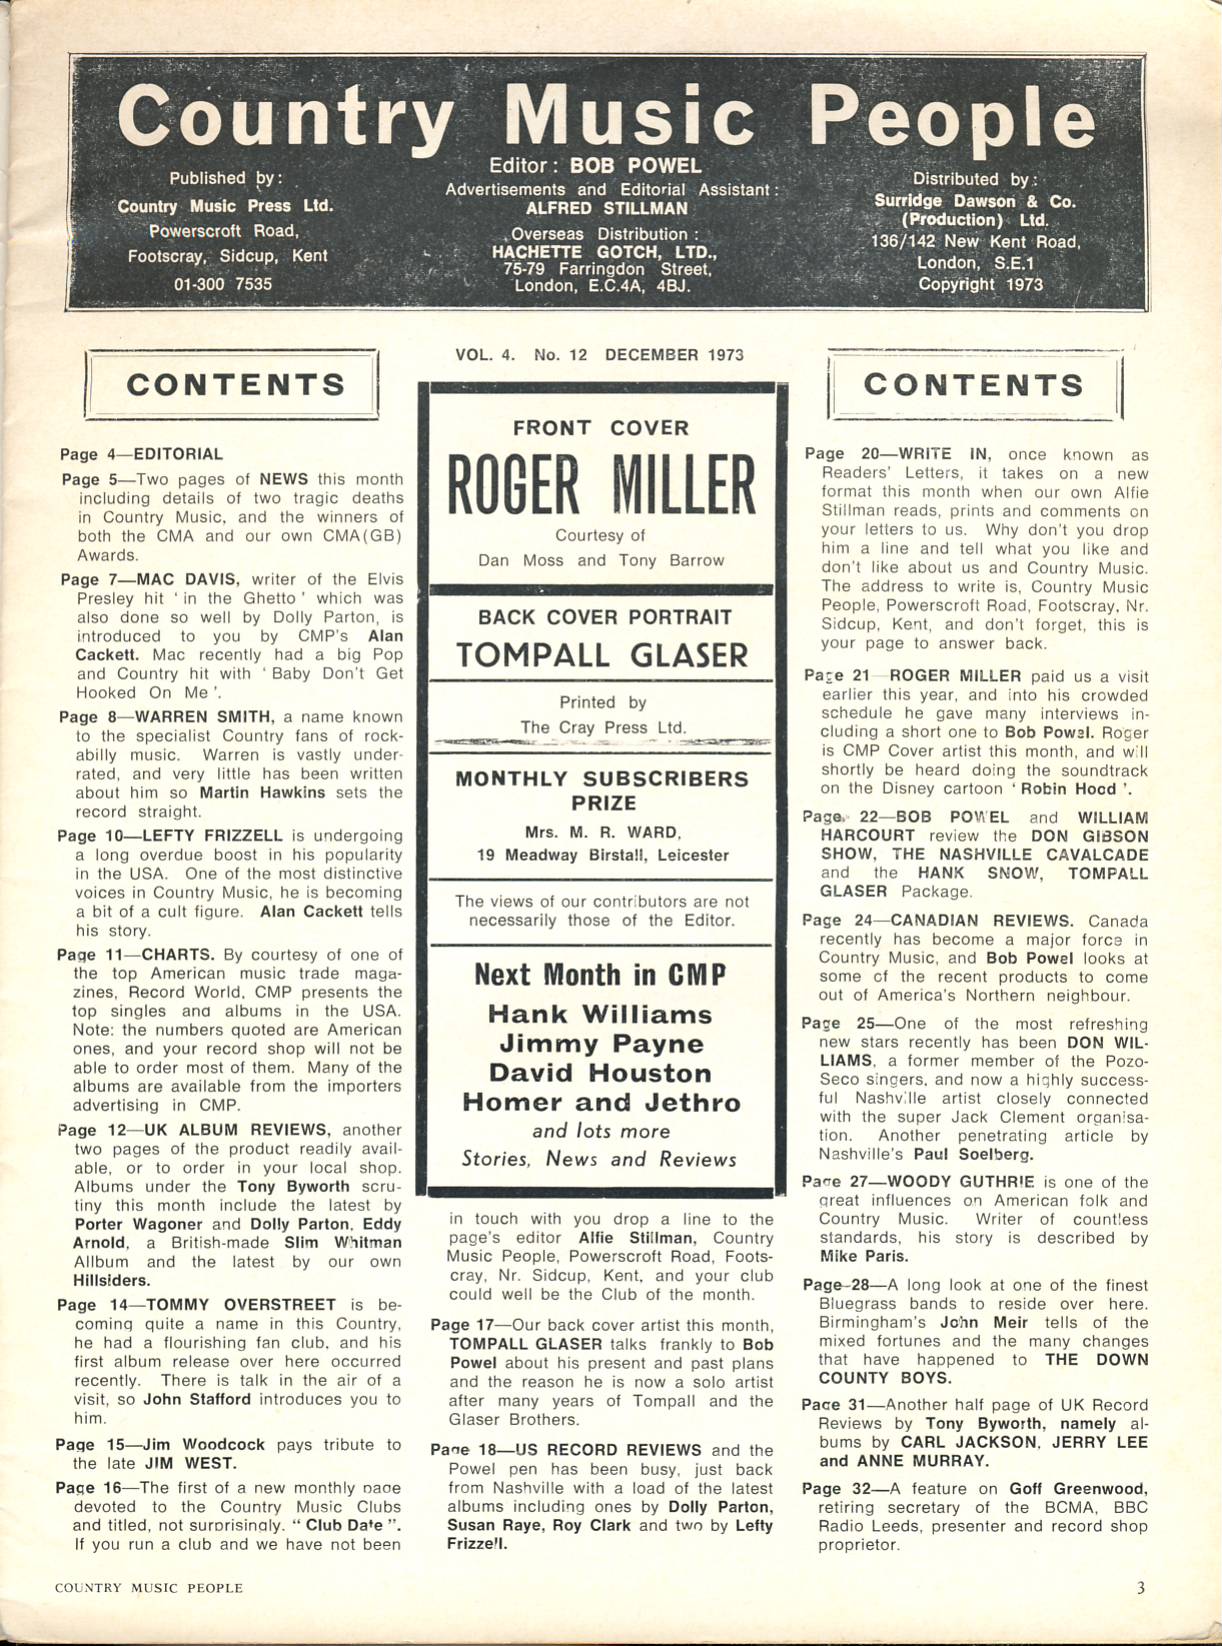 Country Music People
Published by:
Country Music Press Ltd.
Powerscroft Road,
Footscray, Sidcup, Kent
01-300 7535
Editor: BOB POWEL
Advertisements and Editorial Assistant:
ALFRED STILLMAN
Overseas Distribution:
HACHETTE GOTCH, LTD.,
75-79 Farringdon Street,
London, E.C.4A, 4BJ.
Distributed by:
Surridge Dawson & Co.
(Production) Ltd.
136/142 New Kent Road,
London, S.E.1
Copyright 1973
VOL. 4. No. 12 DECEMBER 1973
CONTENTS
Page 4—EDITORIAL
Page 5—Two pages of NEWS this month
including details of two tragic deaths
in Country Music, and the winners of
both the CMA and our own CMA(GB)
Awards.
Page 7—MAC DAVIS, writer of the Elvis
Presley hit ' in the Ghetto ' which was
also done so well by Dolly Parton, is
introduced to you by CMP's Alan
Cackett. Mac recently had a big Pop
and Country hit with ' Baby Don't Get
Hooked On Me '.
Page 8—WARREN SMITH, a name known
to the specialist Country fans of rock-
abilly music. Warren is vastly under-
rated, and very little has been written
about him so Martin Hawkins sets the
record straight.
Page 10—LEFTY FRIZZELL is undergoing
a long overdue boost in his popularity
in the USA. One of the most distinctive
voices in Country Music, he is becoming
a bit of a cult figure. Alan Cackett tells
his story.
Page 11—CHARTS. By courtesy of one of
the top American music trade maga-
zines, Record World, CMP presents the
top singles and albums in the USA.
Note: the numbers quoted are American
ones, and your record shop will not be
able to order most of them. Many of the
albums are available from the importers
advertising in CMP.
Page 12—UK ALBUM REVIEWS, another
two pages of the product readily avail-
able, or to order in your local shop.
Albums under the Tony Byworth scru-
tiny this month include the latest by
Porter Wagoner and Dolly Parton, Eddy
Arnold, a British-made Slim Whitman
Allbum and the latest by our own
Hillsiders.
Page 14—TOMMY OVERSTREET is be-
coming quite a name in this Country,
he had a flourishing fan club, and his
first album release over here occurred
recently. There is talk in the air of a
visit, so John Stafford introduces you to
him.
Page 15—Jim Woodcock pays tribute to
the late JIM WEST.
Page 16—The first of a new monthly page
devoted to the Country Music Clubs
and titled, not surprisingly. " Club Date ".
If you run a club and we have not been
FRONT COVER
ROGER MILLER
Courtesy of
Dan Moss and Tony Barrow
BACK COVER PORTRAIT
TOMPALL GLASER
Printed by
The Cray Press Ltd.
MONTHLY SUBSCRIBERS
PRIZE
Mrs. M. R. WARD,
19 Meadway Birstall, Leicester
The views of our contributors are not
necessarily those of the Editor.
Next Month in CMP
Hank Williams
Jimmy Payne
David Houston
Homer and Jethro
and lots more
Stories, News and Reviews
in touch with you drop a line to the
page's editor Alfie Stillman, Country
Music People, Powerscroft Road, Foots-
cray, Nr. Sidcup, Kent, and your club
could well be the Club of the month.
Page 17—Our back cover artist this month,
TOMPALL GLASER talks frankly to Bob
Powel about his present and past plans
and the reason he is now a solo artist
after many years of Tompall and the
Glaser Brothers.
Page 18—US RECORD REVIEWS and the
Powel pen has been busy, just back
from Nashville with a load of the latest
albums including ones by Dolly Parton,
Susan Raye, Roy Clark and two by Lefty
Frizzell.
CONTENTS
Page 20—WRITE IN, once known as
Readers' Letters, it takes on a new
format this month when our own Alfie
Stillman reads, prints and comments on
your letters to us. Why don't you drop
him a line and tell what you like and
don't like about us and Country Music.
The address to write is, Country Music
People, Powerscroft Road, Footscray, Nr.
Sidcup, Kent, and don't forget, this is
your page to answer back.
Page 21—ROGER MILLER paid us a visit
earlier this year, and into his crowded
schedule he gave many interviews in-
cluding a short one to Bob Powel. Roger
is CMP Cover artist this month, and will
shortly be heard doing the soundtrack
on the Disney cartoon ' Robin Hood '.
Page 22—BOB POWEL and WILLIAM
HARCOURT review the DON GIBSON
SHOW, THE NASHVILLE CAVALCADE
and the HANK SNOW, TOMPALL
GLASER Package.
Page 24—CANADIAN REVIEWS. Canada
recently has become a major force in
Country Music, and Bob Powel looks at
some of the recent products to come
out of America's Northern neighbour.
Page 25—One of the most refreshing
new stars recently has been DON WIL-
LIAMS, a former member of the Pozo-
Seco singers, and now a highly success-
ful Nashville artist closely connected
with the super Jack Clement organisa-
tion. Another penetrating article by
Nashville's Paul Soelberg.
Page 27—WOODY GUTHRIE is one of the
great influences on American folk and
Country Music. Writer of countless
standards, his story is described by
Mike Paris.
Page 28—A long look at one of the finest
Bluegrass bands to reside over here.
Birmingham's John Meir tells of the
mixed fortunes and the many changes
that have happened to THE DOWN
COUNTY BOYS.
Page 31—Another half page of UK Record
Reviews by Tony Byworth, namely al-
bums by CARL JACKSON, JERRY LEE
and ANNE MURRAY.
Page 32—A feature on Goff Greenwood,
retiring secretary of the BCMA, BBC
Radio Leeds, presenter and record shop
proprietor.
COUNTRY MUSIC PEOPLE
3